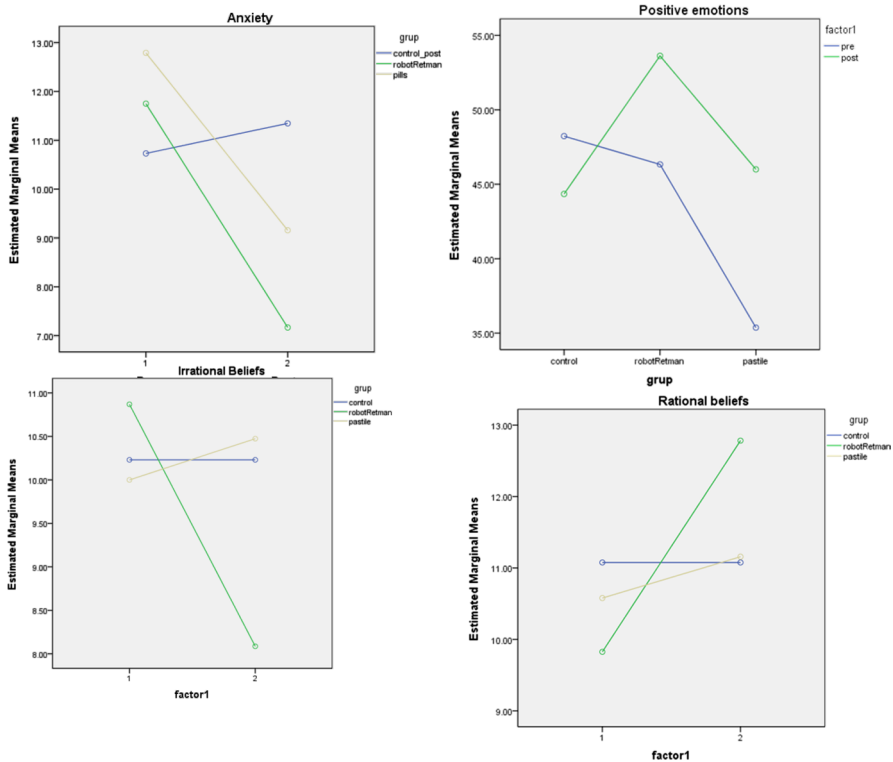 Anxiety
Estimated Marginal Means
13.00
12.00
11.00
10.00
9.00
8.00
7.00
1
2
grup
control_post
robotRetman
pills
Positive emotions
Estimated Marginal Means
55.00
50.00
45.00
40.00
35.00
control
robotRetman
pastile
grup
factor1
pre
post
Irrational Beliefs
Estimated Marginal Means
11.00
10.50
10.00
9.50
9.00
8.50
8.00
1
2
factor1
grup
control
robotRetman
pastile
Rational beliefs
Estimated Marginal Means
13.00
12.00
11.00
10.00
9.00
1
2
factor1
grup
control
robotRetman
pastile